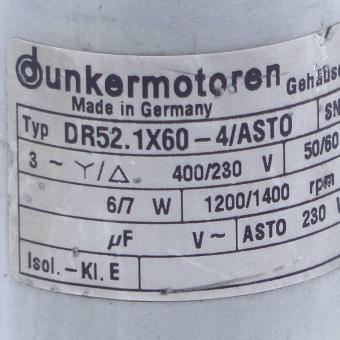 dunkermotoren Gehäuse
Made in Germany
Typ DR52.1X60-4/ASTO SN
3 ~ Y/△ 400/230 V 50/60
6/7 W 1200/1400 rpm
µF V~ ASTO 230 V
Isol.-Kl. E